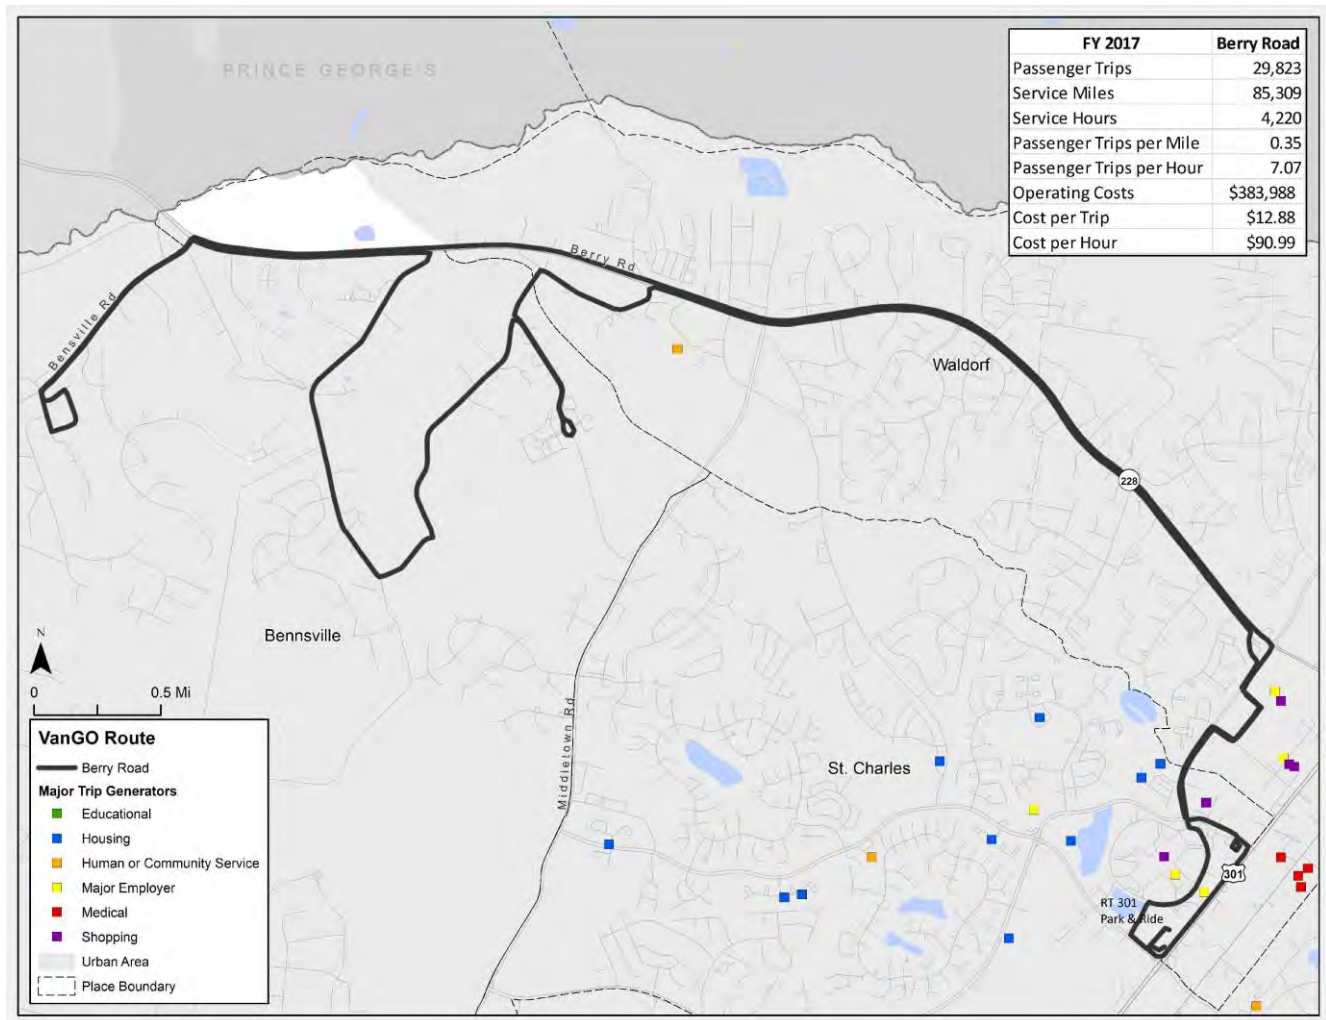 PRINCE GEORGE'S
FY 2017 Berry Road
Passenger Trips 29,823
Service Miles 85,309
Service Hours 4,220
Passenger Trips per Mile 0.35
Passenger Trips per Hour 7.07
Operating Costs $383,988
Cost per Trip $12.88
Cost per Hour $90.99
Berry Rd
Bensville Rd
Waldorf
228
Bennsville
N
0 0.5 Mi
Middletown Rd
St. Charles
301
RT 301
Park & Ride
VanGO Route
Berry Road
Major Trip Generators
Educational
Housing
Human or Community Service
Major Employer
Medical
Shopping
Urban Area
Place Boundary